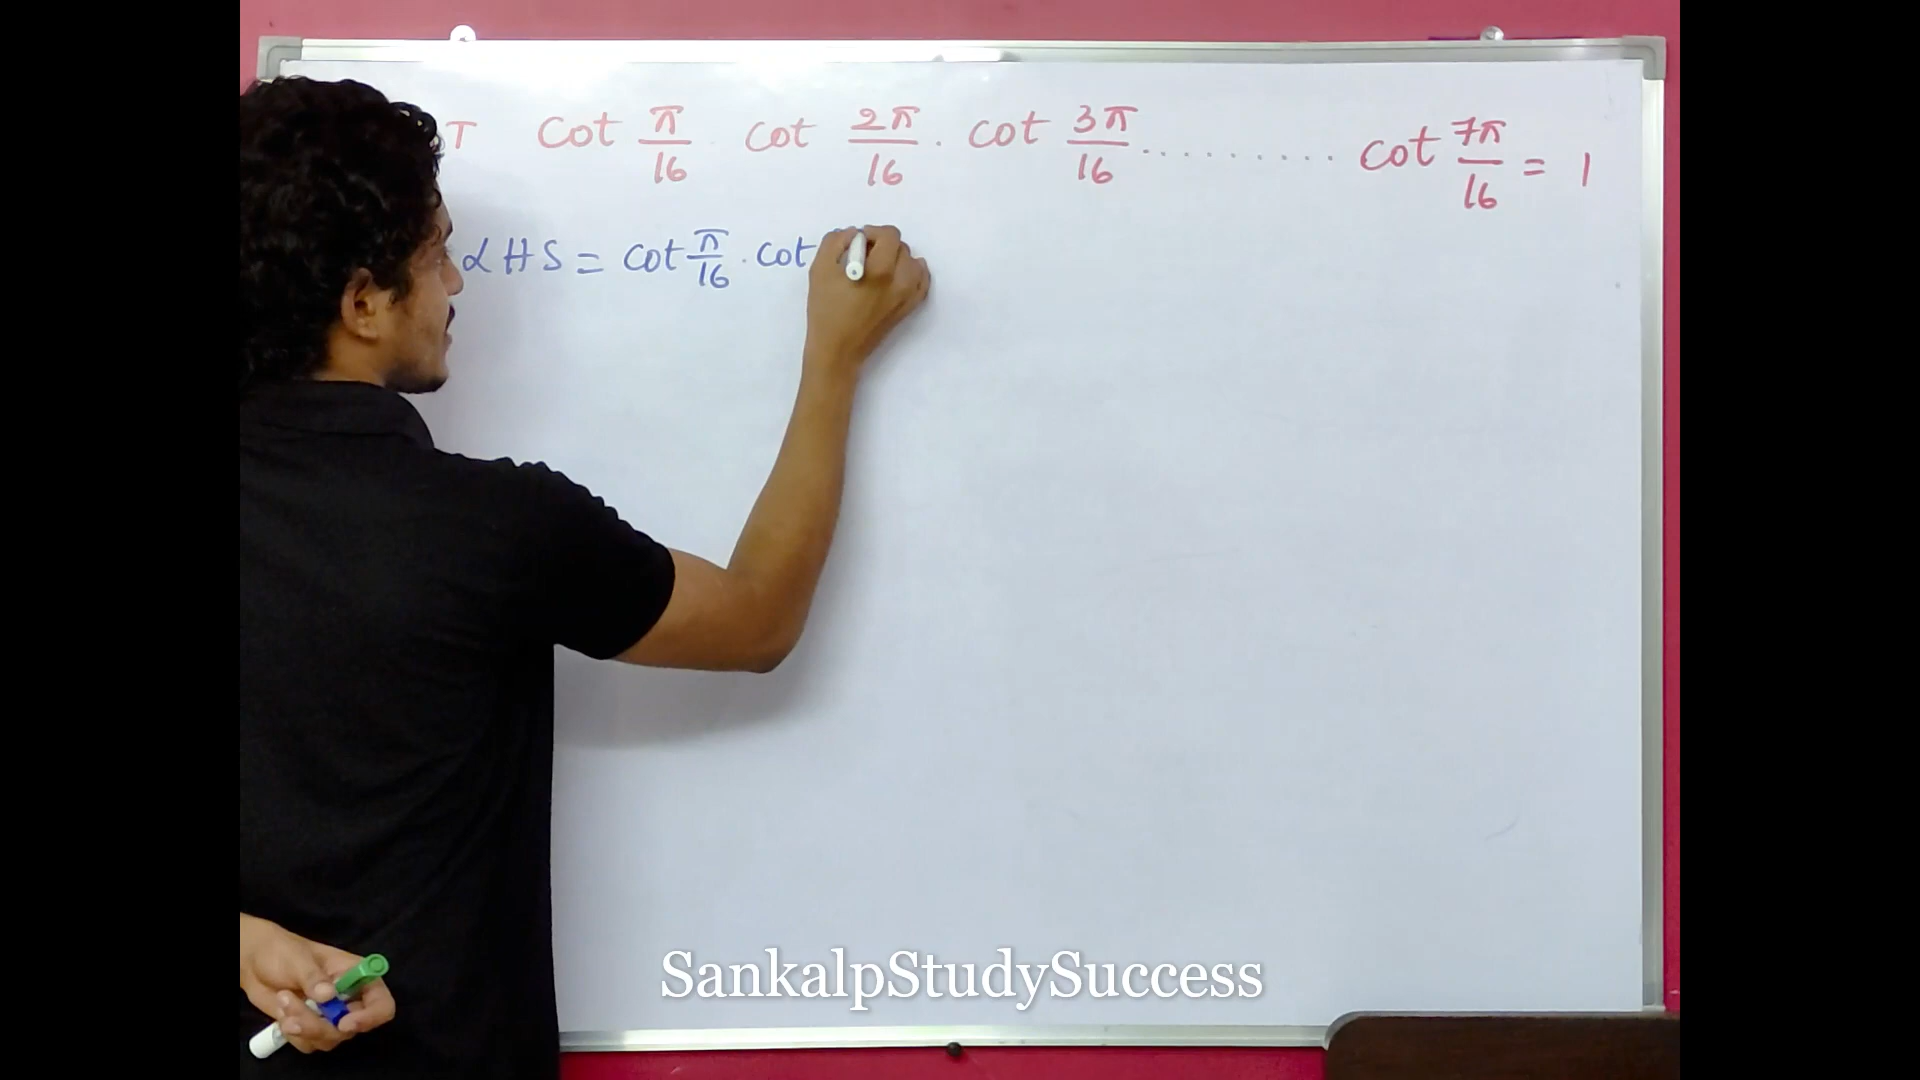 T cot π/16 . cot 2π/16 . cot 3π/16 ......... cot 7π/16 = 1
LHS = cot π/16 . cot
SankalpStudySuccess